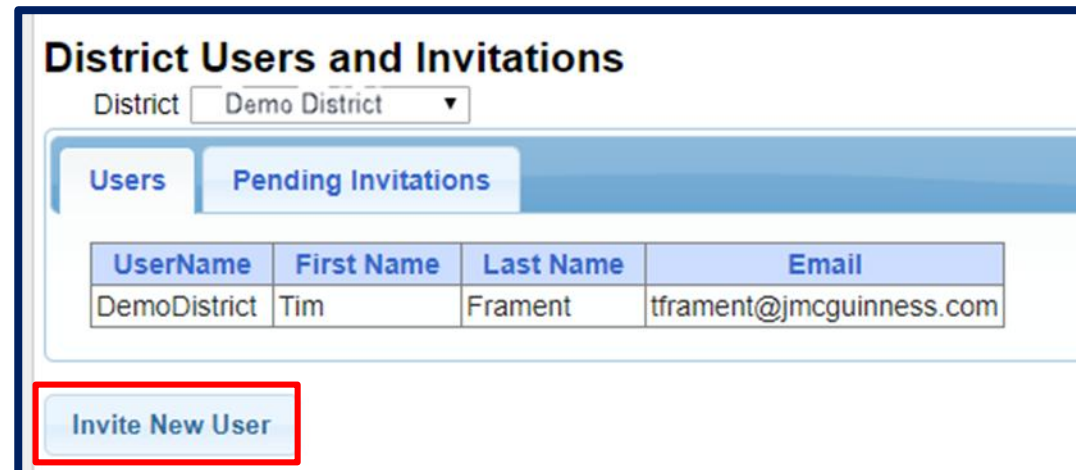 District Users and Invitations
District Demo District
Users Pending Invitations
UserName First Name Last Name Email
DemoDistrict Tim Frament tframent@jmcguinness.com
Invite New User